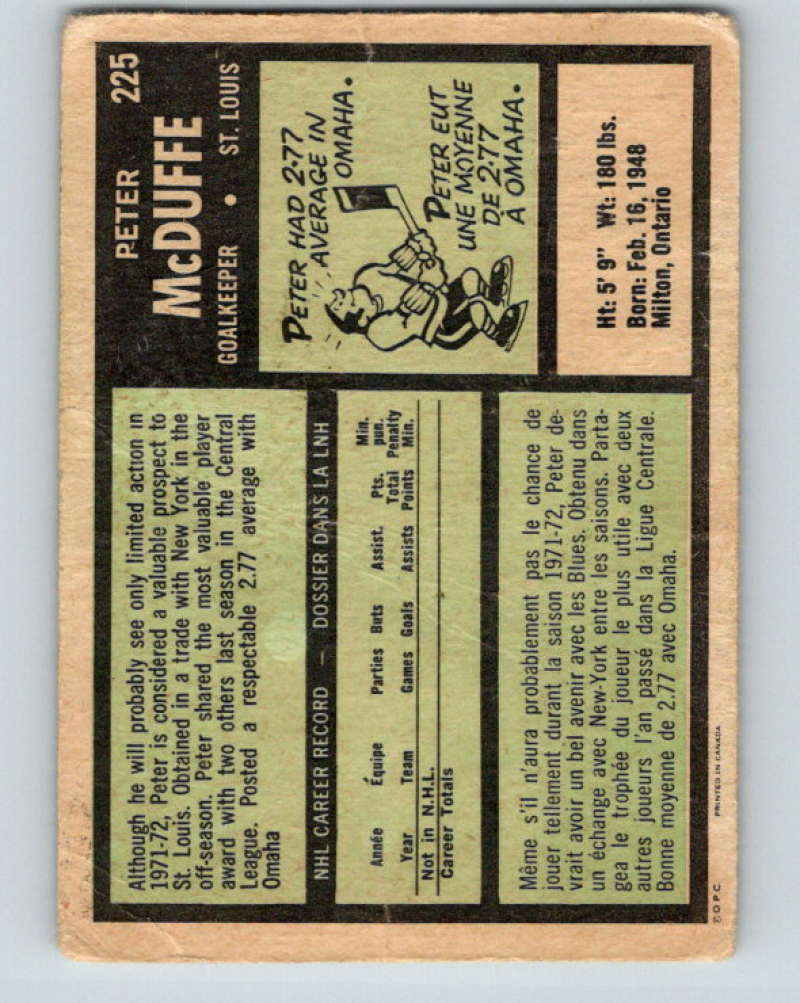 PETER 225
McDUFFE
GOALKEEPER • ST. LOUIS
Although he will probably see only limited action in
1971-72, Peter is considered a valuable prospect to
St. Louis. Obtained in a trade with New York in the
off-season. Peter shared the most valuable player
award with two others last season in the Central
League. Posted a respectable 2.77 average with
Omaha
PETER HAD 2.77
AVERAGE IN
OMAHA.
PETER EUT
UNE MOYENNE
DE 2.77
À OMAHA.
NHL CAREER RECORD — DOSSIER DANS LA LNH
Année Équipe Parties Buts Assist. Pts. Min. pun.
Year Team Games Goals Assists Total Points Penalty Min.
Not in N.H.L.
Career Totals
Ht: 5' 9" Wt: 180 lbs.
Born: Feb. 16, 1948
Milton, Ontario
Même s'il n'aura probablement pas le chance de
jouer tellement durant la saison 1971-72, Peter de-
vrait avoir un bel avenir avec les Blues. Obtenu dans
un échange avec New-York entre les saisons. Parta-
gea le trophée du joueur le plus utile avec deux
autres joueurs l'an passé dans la Ligue Centrale.
Bonne moyenne de 2.77 avec Omaha.
© O.P.C. PRINTED IN CANADA